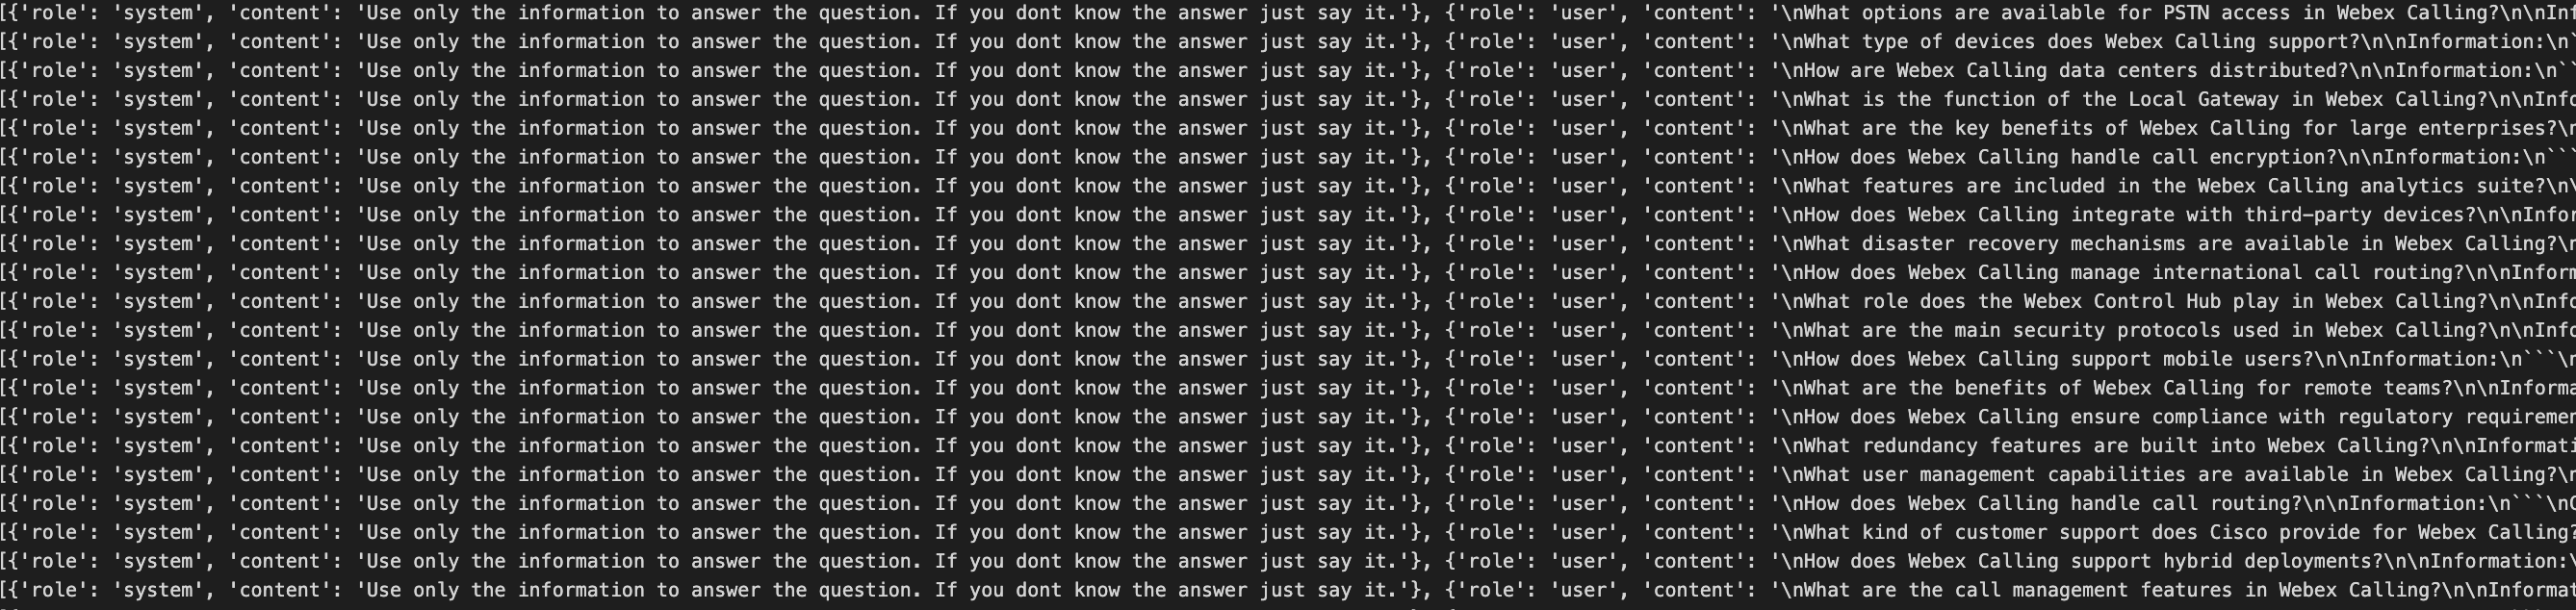 [{'role': 'system', 'content': 'Use only the information to answer the question. If you dont know the answer just say it.'}, {'role': 'user', 'content': '\nWhat options are available for PSTN access in Webex Calling?\n\nInf
[{'role': 'system', 'content': 'Use only the information to answer the question. If you dont know the answer just say it.'}, {'role': 'user', 'content': '\nWhat type of devices does Webex Calling support?\n\nInformation:\n`
[{'role': 'system', 'content': 'Use only the information to answer the question. If you dont know the answer just say it.'}, {'role': 'user', 'content': '\nHow are Webex Calling data centers distributed?\n\nInformation:\n``
[{'role': 'system', 'content': 'Use only the information to answer the question. If you dont know the answer just say it.'}, {'role': 'user', 'content': '\nWhat is the function of the Local Gateway in Webex Calling?\n\nInfo
[{'role': 'system', 'content': 'Use only the information to answer the question. If you dont know the answer just say it.'}, {'role': 'user', 'content': '\nWhat are the key benefits of Webex Calling for large enterprises?\n
[{'role': 'system', 'content': 'Use only the information to answer the question. If you dont know the answer just say it.'}, {'role': 'user', 'content': '\nHow does Webex Calling handle call encryption?\n\nInformation:\n```
[{'role': 'system', 'content': 'Use only the information to answer the question. If you dont know the answer just say it.'}, {'role': 'user', 'content': '\nWhat features are included in the Webex Calling analytics suite?\n\
[{'role': 'system', 'content': 'Use only the information to answer the question. If you dont know the answer just say it.'}, {'role': 'user', 'content': '\nHow does Webex Calling integrate with third-party devices?\n\nInfor
[{'role': 'system', 'content': 'Use only the information to answer the question. If you dont know the answer just say it.'}, {'role': 'user', 'content': '\nWhat disaster recovery mechanisms are available in Webex Calling?\n
[{'role': 'system', 'content': 'Use only the information to answer the question. If you dont know the answer just say it.'}, {'role': 'user', 'content': '\nHow does Webex Calling manage international call routing?\n\nInform
[{'role': 'system', 'content': 'Use only the information to answer the question. If you dont know the answer just say it.'}, {'role': 'user', 'content': '\nWhat role does the Webex Control Hub play in Webex Calling?\n\nInfo
[{'role': 'system', 'content': 'Use only the information to answer the question. If you dont know the answer just say it.'}, {'role': 'user', 'content': '\nWhat are the main security protocols used in Webex Calling?\n\nInfo
[{'role': 'system', 'content': 'Use only the information to answer the question. If you dont know the answer just say it.'}, {'role': 'user', 'content': '\nHow does Webex Calling support mobile users?\n\nInformation:\n```\n
[{'role': 'system', 'content': 'Use only the information to answer the question. If you dont know the answer just say it.'}, {'role': 'user', 'content': '\nWhat are the benefits of Webex Calling for remote teams?\n\nInforma
[{'role': 'system', 'content': 'Use only the information to answer the question. If you dont know the answer just say it.'}, {'role': 'user', 'content': '\nHow does Webex Calling ensure compliance with regulatory requiremen
[{'role': 'system', 'content': 'Use only the information to answer the question. If you dont know the answer just say it.'}, {'role': 'user', 'content': '\nWhat redundancy features are built into Webex Calling?\n\nInformati
[{'role': 'system', 'content': 'Use only the information to answer the question. If you dont know the answer just say it.'}, {'role': 'user', 'content': '\nWhat user management capabilities are available in Webex Calling?\n
[{'role': 'system', 'content': 'Use only the information to answer the question. If you dont know the answer just say it.'}, {'role': 'user', 'content': '\nHow does Webex Calling handle call routing?\n\nInformation:\n```\nC
[{'role': 'system', 'content': 'Use only the information to answer the question. If you dont know the answer just say it.'}, {'role': 'user', 'content': '\nWhat kind of customer support does Cisco provide for Webex Calling?
[{'role': 'system', 'content': 'Use only the information to answer the question. If you dont know the answer just say it.'}, {'role': 'user', 'content': '\nHow does Webex Calling support hybrid deployments?\n\nInformation:\
[{'role': 'system', 'content': 'Use only the information to answer the question. If you dont know the answer just say it.'}, {'role': 'user', 'content': '\nWhat are the call management features in Webex Calling?\n\nInforma